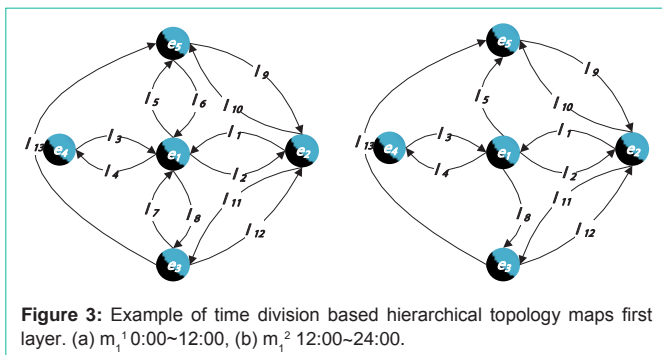 e5 e5
l9 l9
l5 l6 l10 l5 l10
l3 l1 l3 l1
l13 e4 e1 e2 l13 e4 e1 e2
l4 l2 l4 l2
l7 l8 l11 l8 l11
l12 l12
e3 e3
Figure 3: Example of time division based hierarchical topology maps first
layer. (a) m₁¹ 0:00~12:00, (b) m₁² 12:00~24:00.